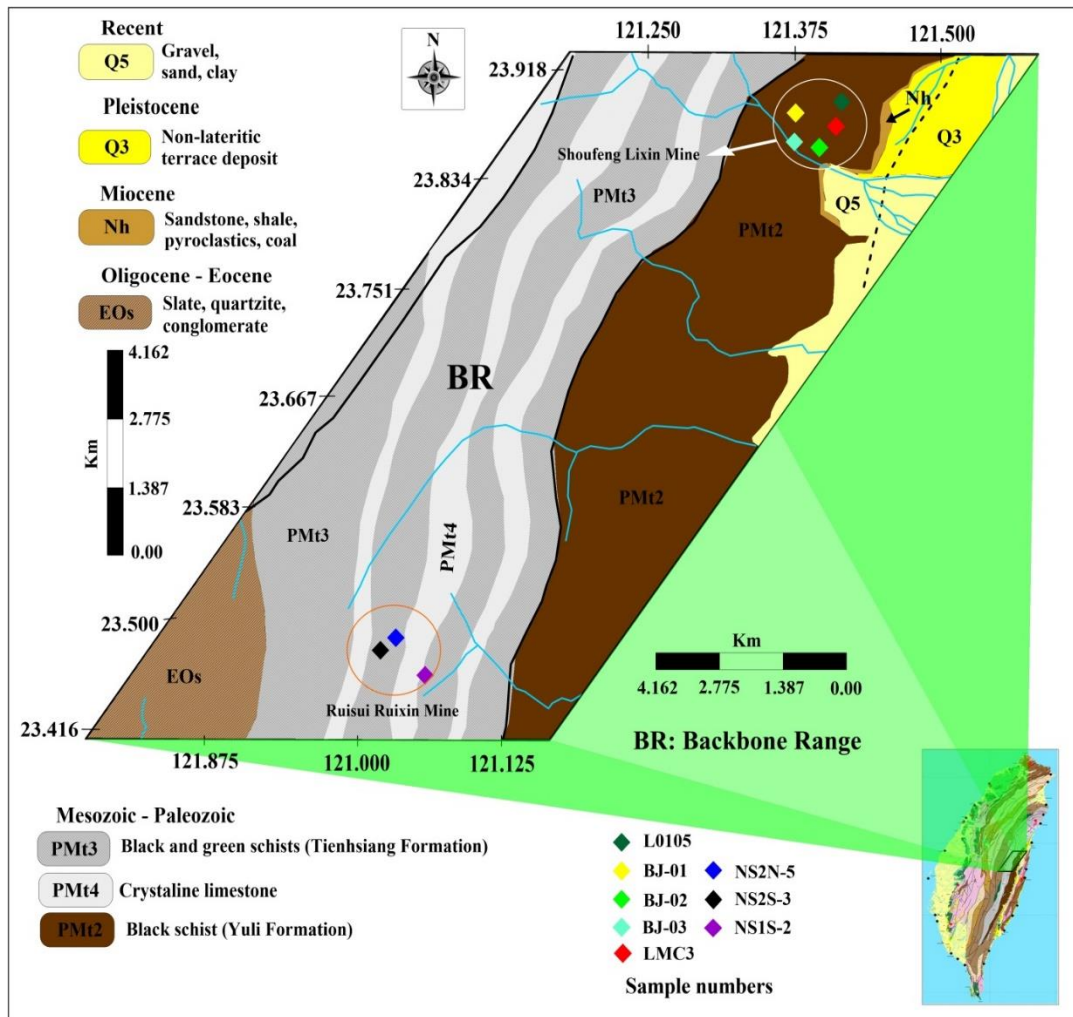 Recent
Q5
Gravel,
sand, clay
Pleistocene
Q3
Non-lateritic
terrace deposit
Miocene
Nh
Sandstone, shale,
pyroclastics, coal
Oligocene - Eocene
EOs
Slate, quartzite,
conglomerate
4.162
2.775
1.387
0.00
Km
N
121.250
121.375
121.500
23.918
23.834
23.751
23.667
23.583
23.500
23.416
121.875
121.000
121.125
Nh
Q3
Shoufeng Lixin Mine
PMt3
Q5
PMt2
BR
PMt2
PMt3
PMt4
EOs
Ruisui Ruixin Mine
Km
4.162
2.775
1.387
0.00
BR: Backbone Range
Mesozoic - Paleozoic
PMt3
Black and green schists (Tienhsiang Formation)
PMt4
Crystaline limestone
PMt2
Black schist (Yuli Formation)
L0105
BJ-01
NS2N-5
BJ-02
NS2S-3
BJ-03
NS1S-2
LMC3
Sample numbers